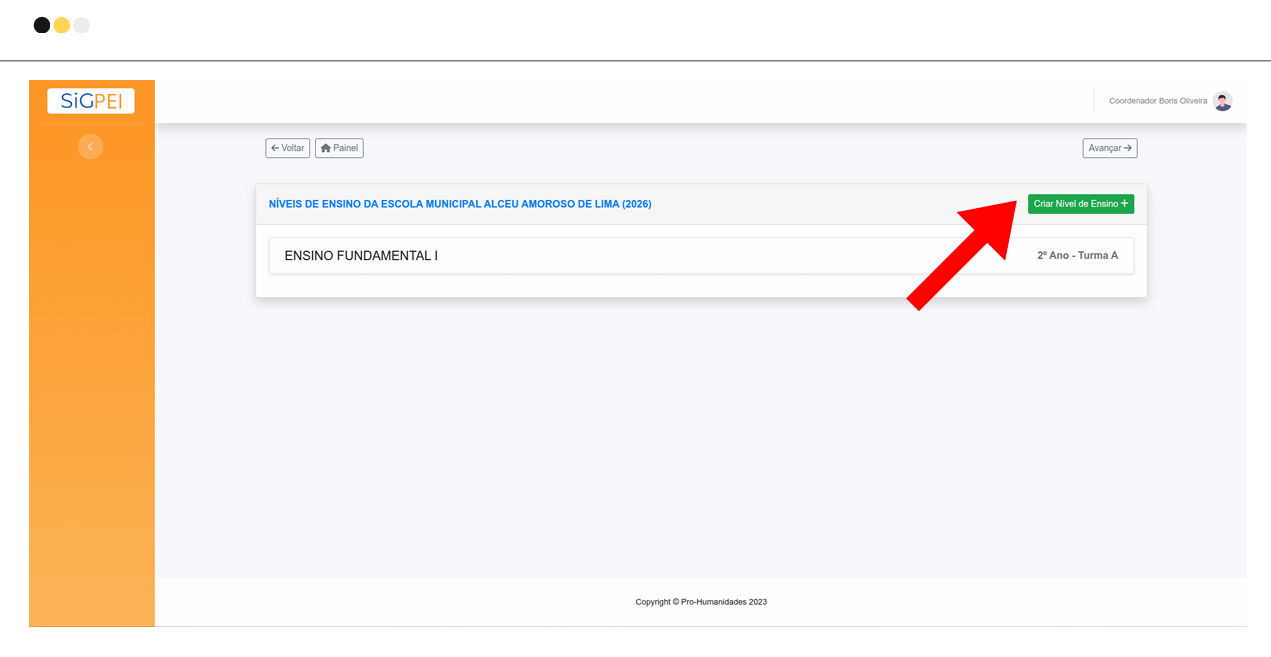 SiGPEI
Coordenador Boris Oliveira
Voltar
Painel
Avançar
NÍVEIS DE ENSINO DA ESCOLA MUNICIPAL ALCEU AMOROSO DE LIMA (2026)
Criar Nível de Ensino +
ENSINO FUNDAMENTAL I
2º Ano - Turma A
Copyright © Pro-Humanidades 2023